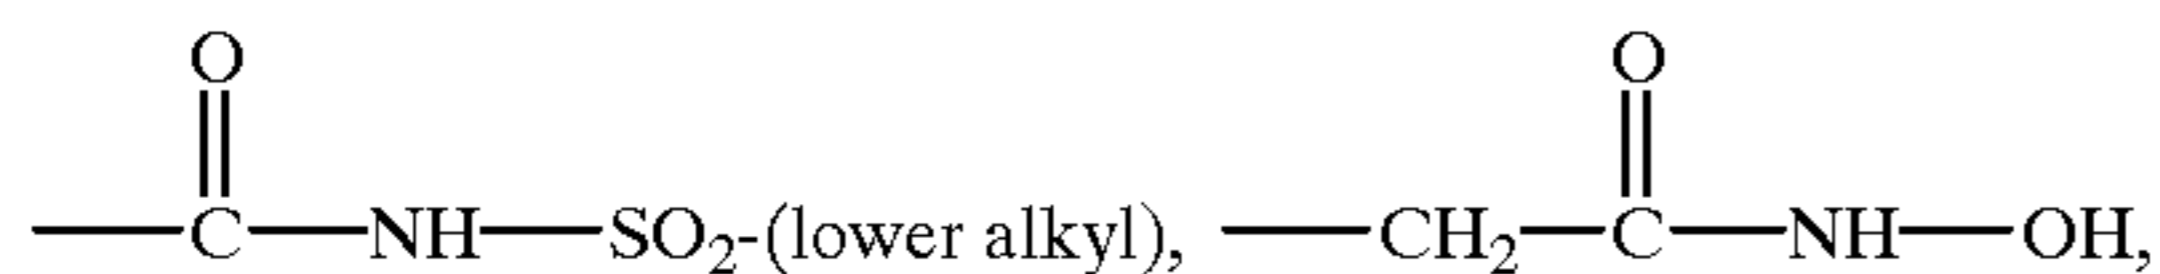 O O
C NH SO2-(lower alkyl), CH2 C NH OH,